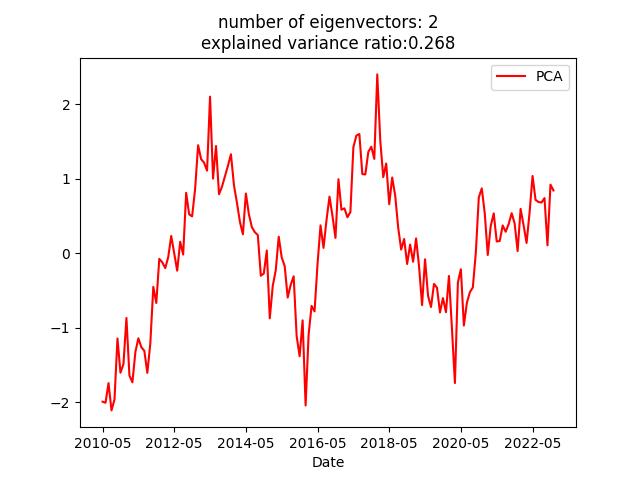 number of eigenvectors: 2
explained variance ratio:0.268
PCA
2
1
0
−1
−2
2010-05 2012-05 2014-05 2016-05 2018-05 2020-05 2022-05
Date